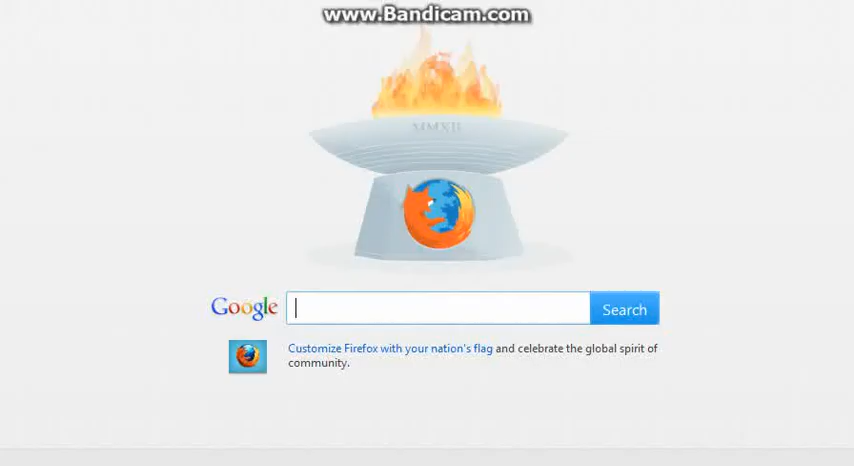 www.Bandicam.com
MMXII
Google
Search
Customize Firefox with your nation's flag and celebrate the global spirit of
community.